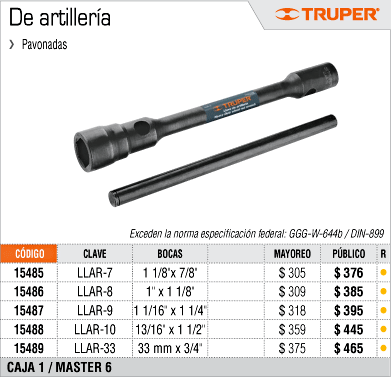 De artillería
TRUPER®
› Pavonadas
TRUPER
Exceden la norma específicación federal: GGG-W-644b / DIN-899
CÓDIGO CLAVE BOCAS MAYOREO PÚBLICO R
15485 LLAR-7 1 1/8"x 7/8" $ 305 $ 376
15486 LLAR-8 1" x 1 1/8" $ 309 $ 385
15487 LLAR-9 1 1/16" x 1 1/4" $ 318 $ 395
15488 LLAR-10 13/16" x 1 1/2" $ 359 $ 445
15489 LLAR-33 33 mm x 3/4" $ 375 $ 465
CAJA 1 / MASTER 6